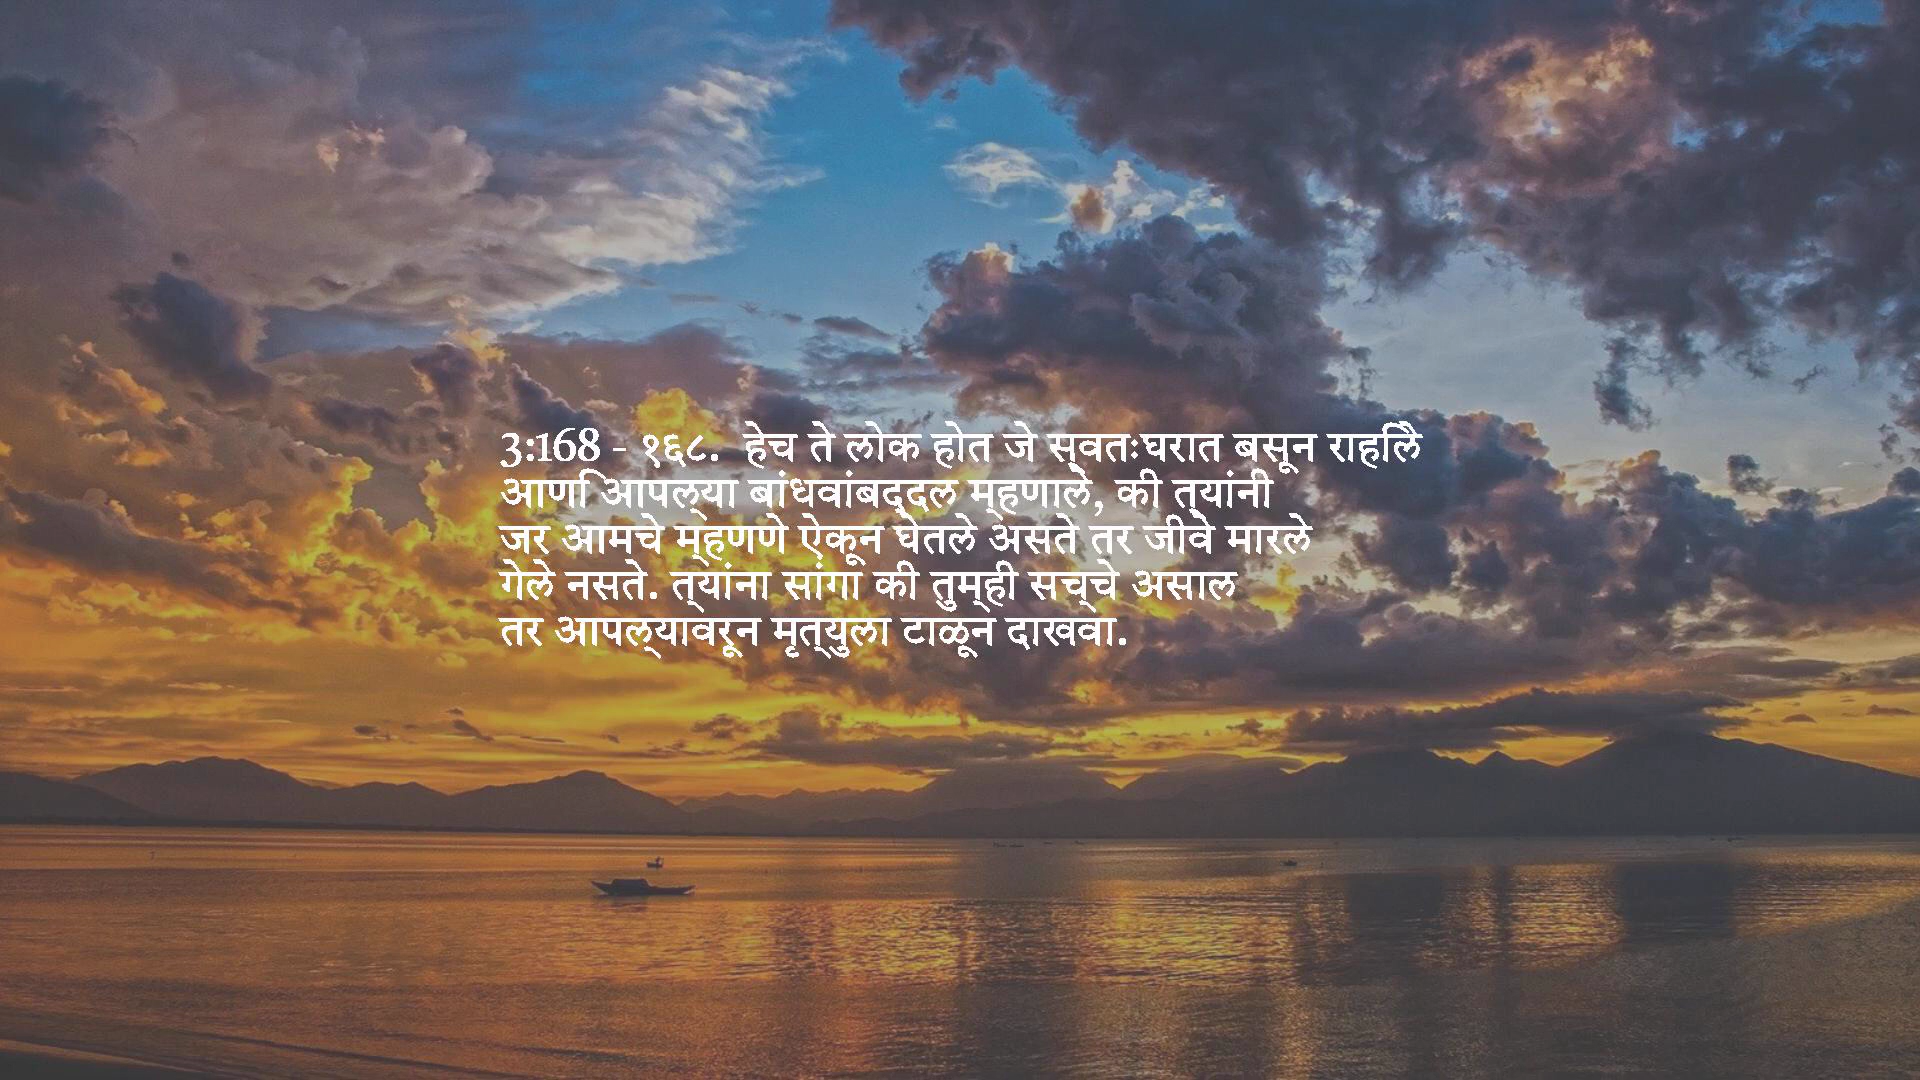 3:168 - १६८. हेच ते लोक होत जे स्वतःघरात बसून राहिले
आणि आपल्या बांधवांबद्दल म्हणाले, की त्यांनी
जर आमचे म्हणणे ऐकून घेतले असते तर जीवे मारले
गेले नसते. त्यांना सांगा की तुम्ही सच्चे असाल
तर आपल्यावरून मृत्युला टाळून दाखवा.